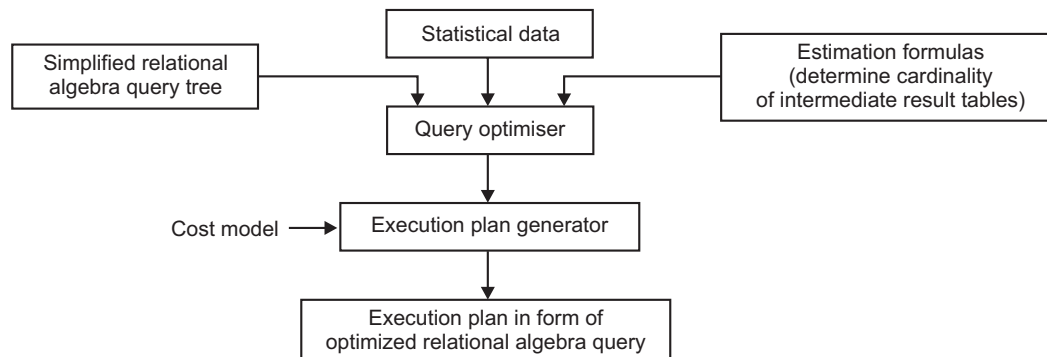 Statistical data
Simplified relational
algebra query tree
Estimation formulas
(determine cardinality
of intermediate result tables)
Query optimiser
Cost model
Execution plan generator
Execution plan in form of
optimized relational algebra query